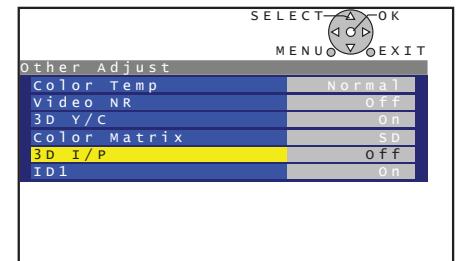 SELECT OK
MENU EXIT
Other Adjust
Color Temp Normal
Video NR Off
3D Y/C On
Color Matrix SD
3D I/P Off
ID1 On